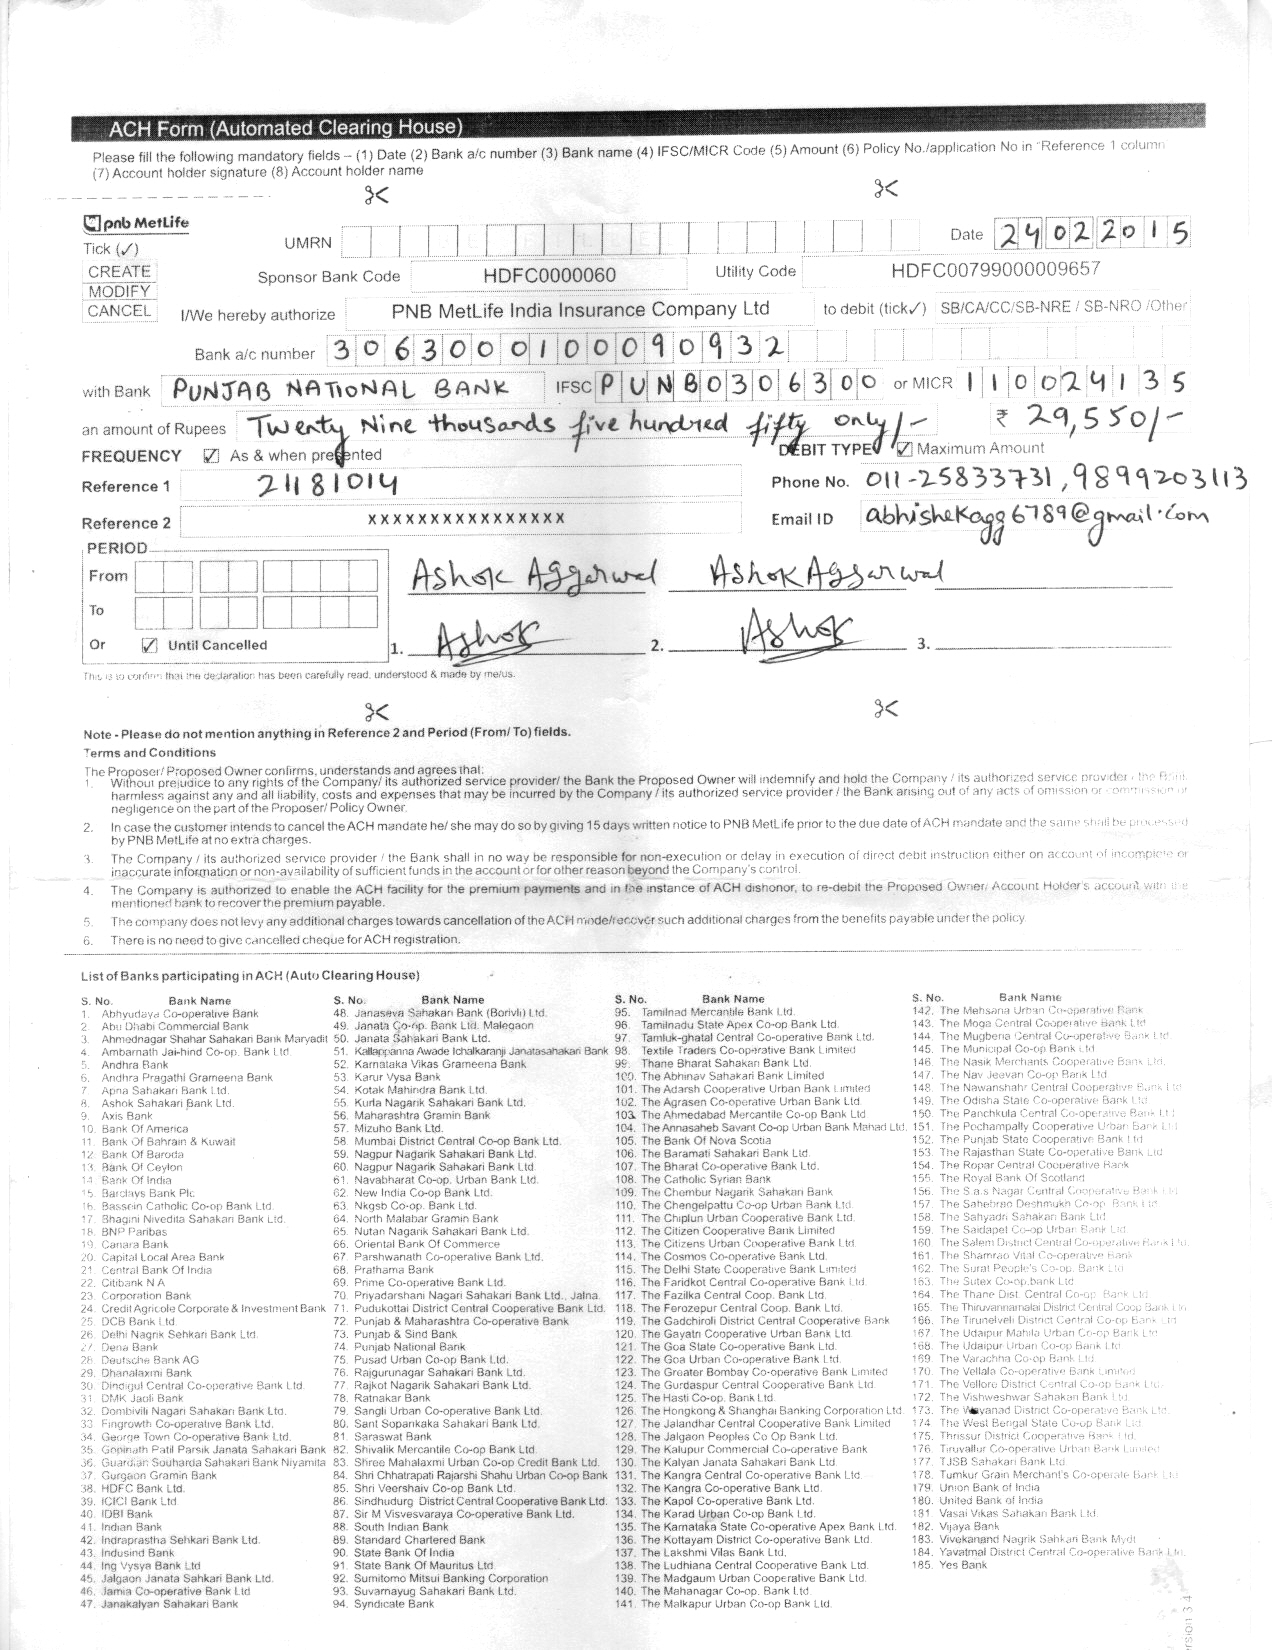 ACH Form (Automated Clearing House)
Please fill the following mandatory fields – (1) Date (2) Bank a/c number (3) Bank name (4) IFSC/MICR Code (5) Amount (6) Policy No./application No in "Reference 1 column
(7) Account holder signature (8) Account holder name
pnb MetLife
Tick (✓)
UMRN
Date 24022015
CREATE
MODIFY
CANCEL
Sponsor Bank Code HDFC0000060 Utility Code HDFC00799000009657
I/We hereby authorize PNB MetLife India Insurance Company Ltd to debit (tick✓) SB/CA/CC/SB-NRE / SB-NRO /Other
Bank a/c number 3063000100090932
with Bank PUNJAB NATIONAL BANK IFSC PUNB0306300 or MICR 110024135
an amount of Rupees Twenty Nine thousands five hundred fifty only/- ₹ 29,550/-
FREQUENCY ☑ As & when presented DEBIT TYPE ☑ Maximum Amount
Reference 1 21181014 Phone No. 011-25833731, 9899203113
Reference 2 XXXXXXXXXXXXXXXX Email ID abhishekagg6789@gmail.com
PERIOD
From Ashok Aggarwal Ashok Aggarwal
To
Or ☑ Until Cancelled 1. Ashok 2. Ashok 3.
This is to confirm that the declaration has been carefully read, understood & made by me/us.
Note - Please do not mention anything in Reference 2 and Period (From/ To) fields.
Terms and Conditions
The Proposer/ Proposed Owner confirms, understands and agrees that:
1. Without prejudice to any rights of the Company/ its authorized service provider/ the Bank the Proposed Owner will indemnify and hold the Company / its authorized service provider / the Bank
harmless against any and all liability, costs and expenses that may be incurred by the Company / its authorized service provider / the Bank arising out of any acts of omission or commission or
negligence on the part of the Proposer/ Policy Owner.
2. In case the customer intends to cancel the ACH mandate he/ she may do so by giving 15 days written notice to PNB MetLife prior to the due date of ACH mandate and the same shall be processed
by PNB MetLife at no extra charges.
3. The Company / its authorized service provider / the Bank shall in no way be responsible for non-execution or delay in execution of direct debit instruction either on account of incomplete or
inaccurate information or non-availability of sufficient funds in the account or for other reason beyond the Company's control.
4. The Company is authorized to enable the ACH facility for the premium payments and in the instance of ACH dishonor, to re-debit the Proposed Owner/ Account Holder's account with the
mentioned bank to recover the premium payable.
5. The company does not levy any additional charges towards cancellation of the ACH mode/recover such additional charges from the benefits payable under the policy
6. There is no need to give cancelled cheque for ACH registration.
List of Banks participating in ACH (Auto Clearing House)
S. No. Bank Name
1. Abhyudaya Co-operative Bank
2. Abu Dhabi Commercial Bank
3. Ahmednagar Shahar Sahakari Bank Maryadit
4. Ambarnath Jai-hind Co-op. Bank Ltd.
5. Andhra Bank
6. Andhra Pragathi Grameena Bank
7. Apna Sahakari Bank Ltd.
8. Ashok Sahakari Bank Ltd.
9. Axis Bank
10. Bank Of America
11. Bank Of Bahrain & Kuwait
12. Bank Of Baroda
13. Bank Of Ceylon
14. Bank Of India
15. Barclays Bank Plc
16. Bassein Catholic Co-op Bank Ltd.
17. Bhagini Nivedita Sahakari Bank Ltd.
18. BNP Paribas
19. Canara Bank
20. Capital Local Area Bank
21. Central Bank Of India
22. Citibank N A
23. Corporation Bank
24. Credit Agricole Corporate & Investment Bank
25. DCB Bank Ltd.
26. Delhi Nagrik Sehkari Bank Ltd.
27. Dena Bank
28. Deutsche Bank AG
29. Dhanalaxmi Bank
30. Dindigul Central Co-operative Bank Ltd.
31. DMK Jaoli Bank
32. Dombivili Nagari Sahakari Bank Ltd.
33. Fingrowth Co-operative Bank Ltd.
34. George Town Co-operative Bank Ltd.
35. Gopinath Patil Parsik Janata Sahakari Bank
36. Guardian Souharda Sahakari Bank Niyamita
37. Gurgaon Gramin Bank
38. HDFC Bank Ltd.
39. ICICI Bank Ltd
40. IDBI Bank
41. Indian Bank
42. Indraprastha Sehkari Bank Ltd.
43. Indusind Bank
44. Ing Vysya Bank Ltd
45. Jalgaon Janata Sahkari Bank Ltd.
46. Jamia Co-operative Bank Ltd
47. Janakalyan Sahakari Bank
S. No. Bank Name
48. Janaseva Sahakari Bank (Borivli) Ltd.
49. Janata Co-op. Bank Ltd. Malegaon
50. Janata Sahakari Bank Ltd.
51. Kallappanna Awade Ichalkaranji Janatasahakari Bank
52. Karnataka Vikas Grameena Bank
53. Karur Vysa Bank
54. Kotak Mahindra Bank Ltd.
55. Kurla Nagarik Sahakari Bank Ltd.
56. Maharashtra Gramin Bank
57. Mizuho Bank Ltd.
58. Mumbai District Central Co-op Bank Ltd.
59. Nagpur Nagarik Sahakari Bank Ltd.
60. Nagpur Nagarik Sahakari Bank Ltd.
61. Navabharat Co-op. Urban Bank Ltd.
62. New India Co-op Bank Ltd.
63. Nkgsb Co-op. Bank Ltd.
64. North Malabar Gramin Bank
65. Nutan Nagarik Sahakari Bank Ltd.
66. Oriental Bank Of Commerce
67. Parshwanath Co-operative Bank Ltd.
68. Prathama Bank
69. Prime Co-operative Bank Ltd.
70. Priyadarshani Nagari Sahakari Bank Ltd., Jalna.
71. Pudukottai District Central Cooperative Bank Ltd.
72. Punjab & Maharashtra Co-operative Bank
73. Punjab & Sind Bank
74. Punjab National Bank
75. Pusad Urban Co-op Bank Ltd.
76. Rajgurunagar Sahakari Bank Ltd.
77. Rajkot Nagarik Sahakari Bank Ltd.
78. Ratnakar Bank
79. Sangli Urban Co-operative Bank Ltd.
80. Sant Sopankaka Sahakari Bank Ltd.
81. Saraswat Bank
82. Shivalik Mercantile Co-op Bank Ltd.
83. Shree Mahalaxmi Urban Co-op Credit Bank Ltd.
84. Shri Chhatrapati Rajarshi Shahu Urban Co-op Bank
85. Shri Veershaiv Co-op Bank Ltd.
86. Sindhudurg District Central Cooperative Bank Ltd.
87. Sir M Visvesvaraya Co-operative Bank Ltd.
88. South Indian Bank
89. Standard Chartered Bank
90. State Bank Of India
91. State Bank Of Mauritus Ltd
92. Sumitomo Mitsui Banking Corporation
93. Suvarnayug Sahakari Bank Ltd.
94. Syndicate Bank
S. No. Bank Name
95. Tamilnad Mercantile Bank Ltd.
96. Tamilnadu State Apex Co-op Bank Ltd.
97. Tamluk-ghatal Central Co-operative Bank Ltd.
98. Textile Traders Co-operative Bank Limited
99. Thane Bharat Sahakari Bank Ltd.
100. The Abhinav Sahakari Bank Limited
101. The Adarsh Cooperative Urban Bank Limited
102. The Agrasen Co-operative Urban Bank Ltd.
103. The Ahmedabad Mercantile Co-op Bank Ltd
104. The Annasaheb Savant Co-op Urban Bank Mahad Ltd.
105. The Bank Of Nova Scotia
106. The Baramati Sahakari Bank Ltd.
107. The Bharat Co-operative Bank Ltd.
108. The Catholic Syrian Bank
109. The Chembur Nagarik Sahakari Bank
110. The Chengelpattu Co-op Urban Bank Ltd.
111. The Chiplun Urban Cooperative Bank Ltd.
112. The Citizen Cooperative Bank Limited
113. The Citizens Urban Cooperative Bank Ltd.
114. The Cosmos Co-operative Bank Ltd.
115. The Delhi State Cooperative Bank Ltd.
116. The Faridkot Central Co-operative Bank Ltd.
117. The Fazilka Central Coop. Bank Ltd.
118. The Ferozepur Central Coop. Bank Ltd.
119. The Gadchiroli District Central Cooperative Bank
120. The Gayatri Cooperative Urban Bank Ltd.
121. The Goa State Co-operative Bank Ltd.
122. The Goa Urban Co-operative Bank Ltd.
123. The Greater Bombay Co-operative Bank Limited
124. The Gurdaspur Central Cooperative Bank Ltd.
125. The Hasti Co-op. Bank Ltd.
126. The Hongkong & Shanghai Banking Corporation Ltd.
127. The Jalandhar Central Cooperative Bank Limited
128. The Jalgaon Peoples Co Op Bank Ltd.
129. The Kalupur Commercial Co-operative Bank
130. The Kalyan Janata Sahakari Bank Ltd.
131. The Kangra Central Co-operative Bank Ltd.
132. The Kangra Co-operative Bank Ltd.
133. The Kapol Co-operative Bank Ltd.
134. The Karad Urban Co-op Bank Ltd.
135. The Karnataka State Co-operative Apex Bank Ltd.
136. The Kottayam District Co-operative Bank Ltd.
137. The Lakshmi Vilas Bank Ltd.
138. The Ludhiana Central Cooperative Bank Ltd.
139. The Madgaum Urban Cooperative Bank Ltd.
140. The Mahanagar Co-op. Bank Ltd
141. The Malkapur Urban Co-op Bank Ltd.
S. No. Bank Name
142. The Mehsana Urban Co-operative Bank
143. The Moga Central Cooperative Bank Ltd
144. The Mugberia Central Co-operative Bank Ltd
145. The Municipal Co-op Bank Ltd
146. The Nasik Merchants Cooperative Bank Ltd.
147. The Nav Jeevan Co-op Bank Ltd
148. The Nawanshahr Central Cooperative Bank Ltd.
149. The Odisha State Co-operative Bank Ltd.
150. The Panchkula Central Co-operative Bank Ltd
151. The Pochampally Cooperative Urban Bank Ltd
152. The Punjab State Cooperative Bank Ltd
153. The Rajasthan State Co-operative Bank Ltd
154. The Ropar Central Cooperative Bank
155. The Royal Bank Of Scotland
156. The S.a.s Nagar Central Cooperative Bank Ltd
157. The Sahebrao Deshmukh Co-op Bank Ltd
158. The Sahyadri Sahakari Bank Ltd
159. The Saidapet Co-op Urban Bank Ltd
160. The Salem District Central Co-operative Bank Ltd.
161. The Shamrao Vital Co-operative Bank
162. The Surat People's Co-op. Bank Ltd
163. The Sutex Co-op.bank Ltd
164. The Thane Dist. Central Co-op Bank Ltd
165. The Thiruvannamalai District Central Coop Bank Ltd
166. The Tirunelveli District Central Co-op Bank Ltd.
167. The Udaipur Mahila Urban Co-op Bank Ltd
168. The Udaipur Urban Co-op Bank Ltd.
169. The Varachha Co-op Bank Ltd.
170. The Vellala Co-operative Bank Limited
171. The Vellore District Central Co-op Bank Ltd.
172. The Vishweshwar Sahakari Bank Ltd.
173. The Wayanad District Co-operative Bank Ltd.
174 The West Bengal State Co-op Bank Ltd.
175. Thrissur District Cooperative Bank Ltd.
176. Tiruvallur Co-operative Urban Bank Limited
177. TJSB Sahakari Bank Ltd
178. Tumkur Grain Merchant's Co-operate Bank Ltd
179. Union Bank of India
180. United Bank of India
181. Vasai Vikas Sahakari Bank Ltd.
182. Vijaya Bank
183. Vivekanand Nagrik Sahkari Bank Mydt
184. Yavatmal District Central Co-operative Bank Ltd.
185. Yes Bank